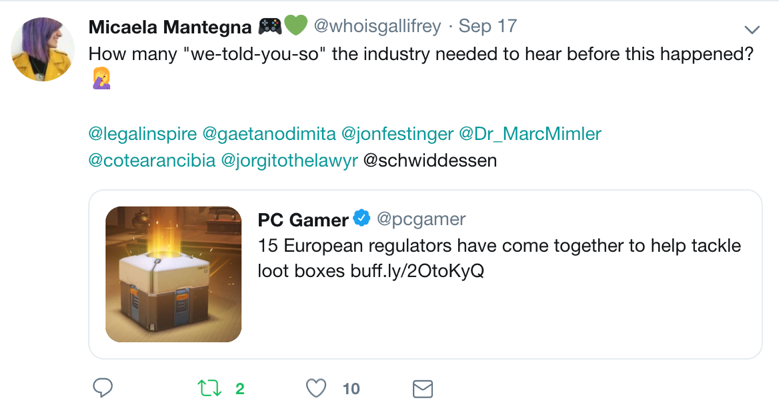 Micaela Mantegna 🎮💚 @whoisgallifrey · Sep 17
How many "we-told-you-so" the industry needed to hear before this happened?
🤦‍♀️
@legalinspire @gaetanodimita @jonfestinger @Dr_MarcMimler
@cotearancibia @jorgitothelawyr @schwiddessen
PC Gamer @pcgamer
15 European regulators have come together to help tackle
loot boxes buff.ly/2OtoKyQ
2 10